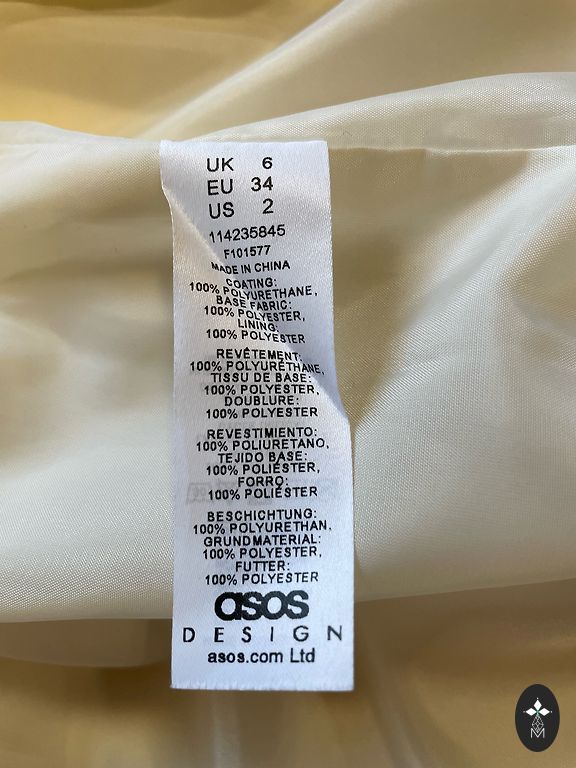 UK 6
EU 34
US 2
114235845
F101577
MADE IN CHINA
COATING:
100% POLYURETHANE,
BASE FABRIC:
100% POLYESTER,
LINING:
100% POLYESTER
REVÊTEMENT:
100% POLYURÉTHANE,
TISSU DE BASE:
100% POLYESTER,
DOUBLURE:
100% POLYESTER
REVESTIMIENTO:
100% POLIURETANO,
TEJIDO BASE:
100% POLIÉSTER,
FORRO:
100% POLIÉSTER
BESCHICHTUNG:
100% POLYURETHAN,
GRUNDMATERIAL:
100% POLYESTER,
FUTTER:
100% POLYESTER
asos
DESIGN
asos.com Ltd
M